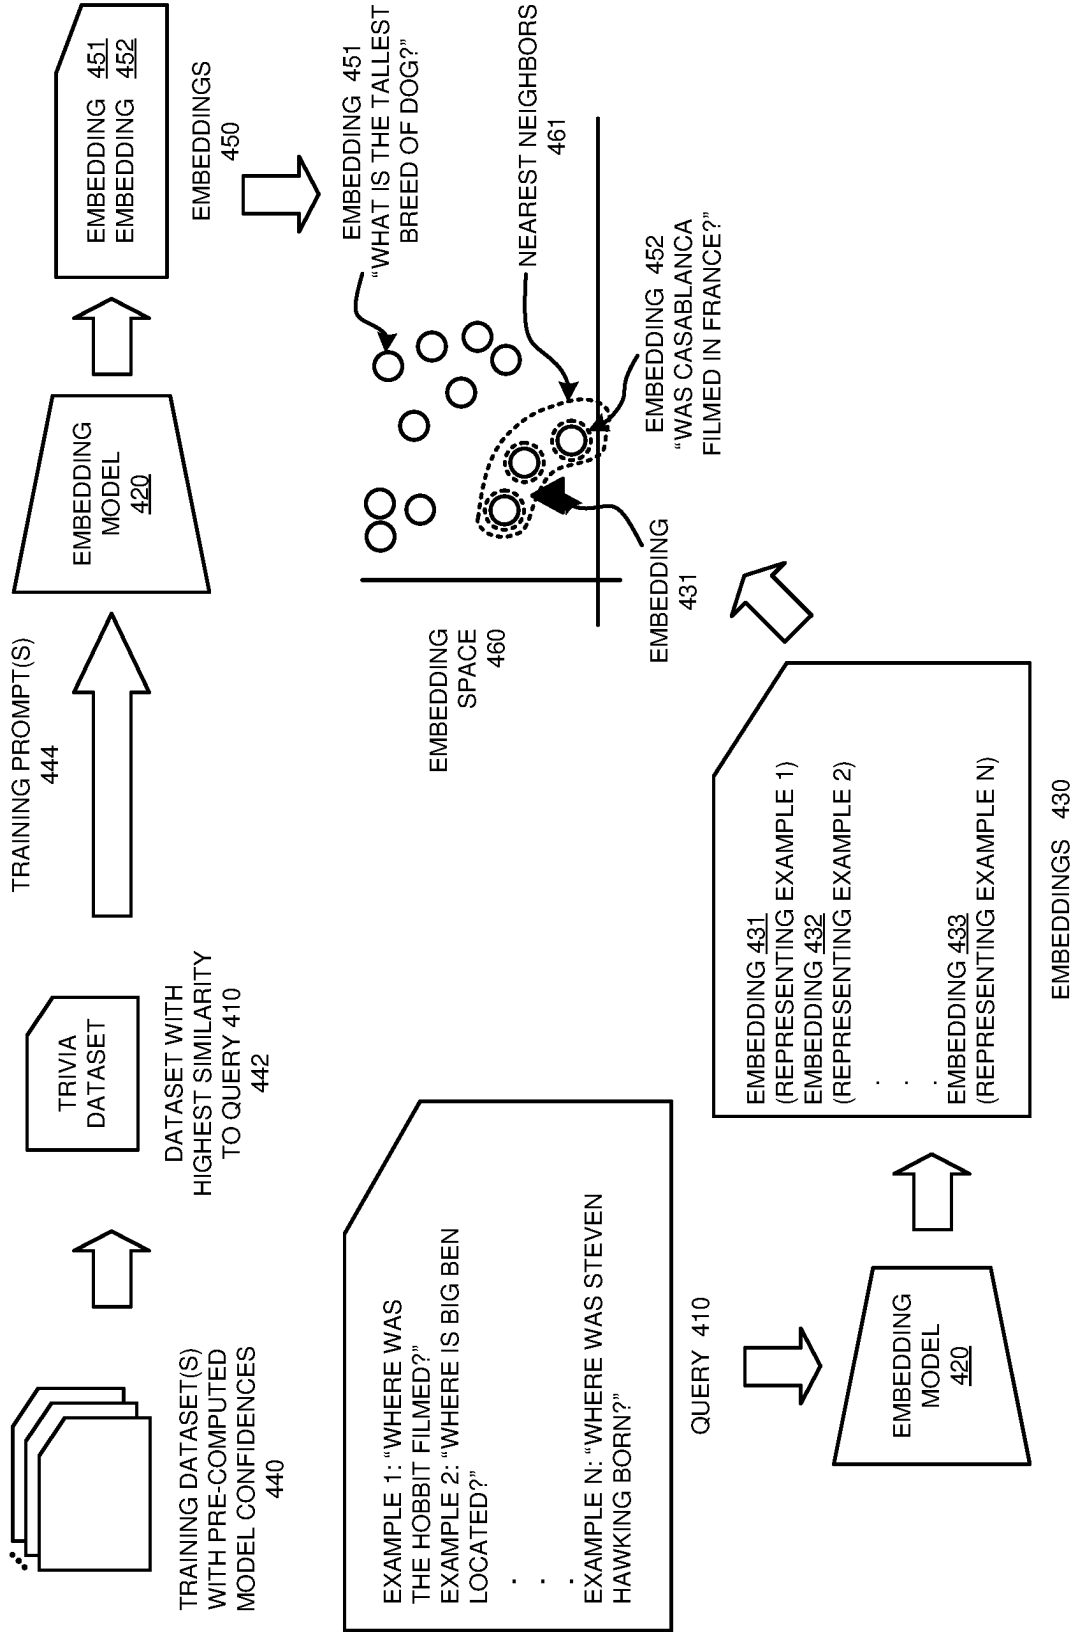 TRAINING DATASET(S)
WITH PRE-COMPUTED
MODEL CONFIDENCES
440
TRIVIA
DATASET
DATASET WITH
HIGHEST SIMILARITY
TO QUERY 410
442
TRAINING PROMPT(S)
444
EMBEDDING
MODEL
420
EMBEDDING 451
EMBEDDING 452
EMBEDDINGS
450
EXAMPLE 1: “WHERE WAS
THE HOBBIT FILMED?”
EXAMPLE 2: “WHERE IS BIG BEN
LOCATED?”
. . .
EXAMPLE N: “WHERE WAS STEVEN
HAWKING BORN?”
QUERY 410
EMBEDDING
MODEL
420
EMBEDDING 431
(REPRESENTING EXAMPLE 1)
EMBEDDING 432
(REPRESENTING EXAMPLE 2)
. . .
EMBEDDING 433
(REPRESENTING EXAMPLE N)
EMBEDDINGS 430
EMBEDDING
SPACE
460
EMBEDDING 451
“WHAT IS THE TALLEST
BREED OF DOG?”
NEAREST NEIGHBORS
461
EMBEDDING 452
“WAS CASABLANCA
FILMED IN FRANCE?”
EMBEDDING
431